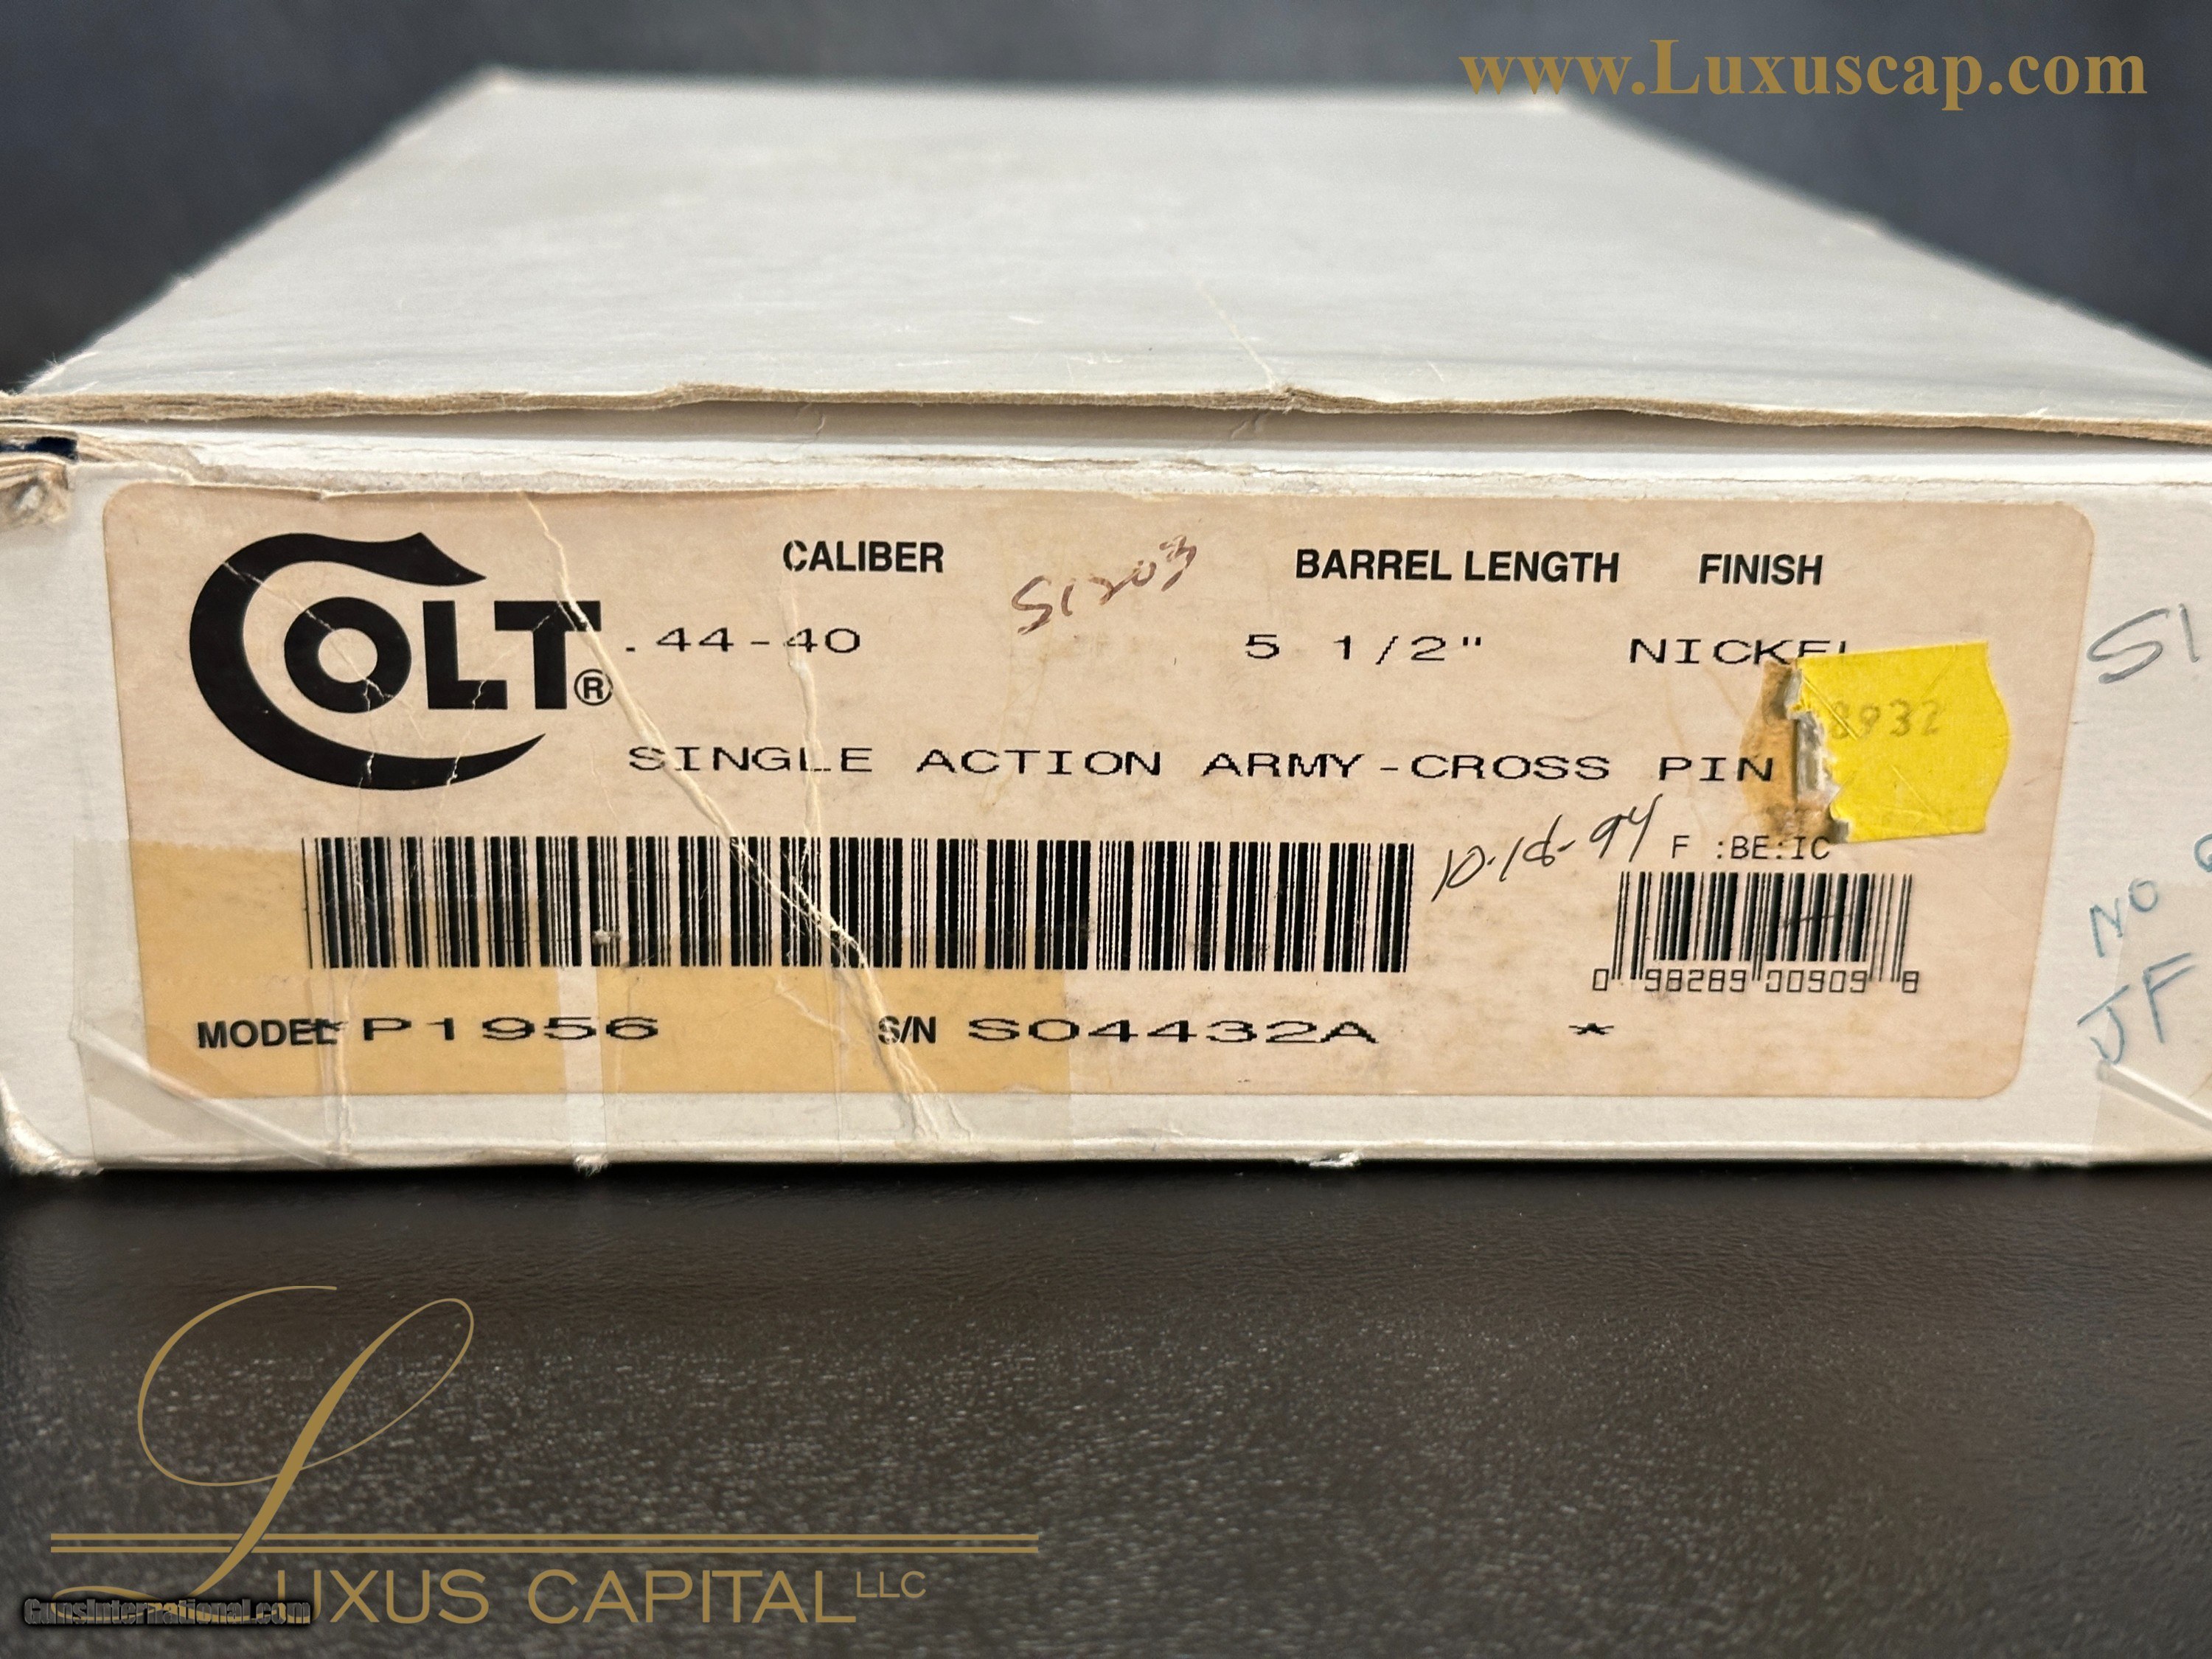 www.Luxuscap.com
COLT®
CALIBER
S1203
BARREL LENGTH
FINISH
.44-40
5 1/2"
NICKEL
S1
8932
SINGLE ACTION ARMY-CROSS PIN
10-16-94
F :BE:IC
NO
JF
0 98289 00909 8
MODEL P1956
S/N S04432A
*
LUXUS CAPITAL LLC
GunsInternational.com